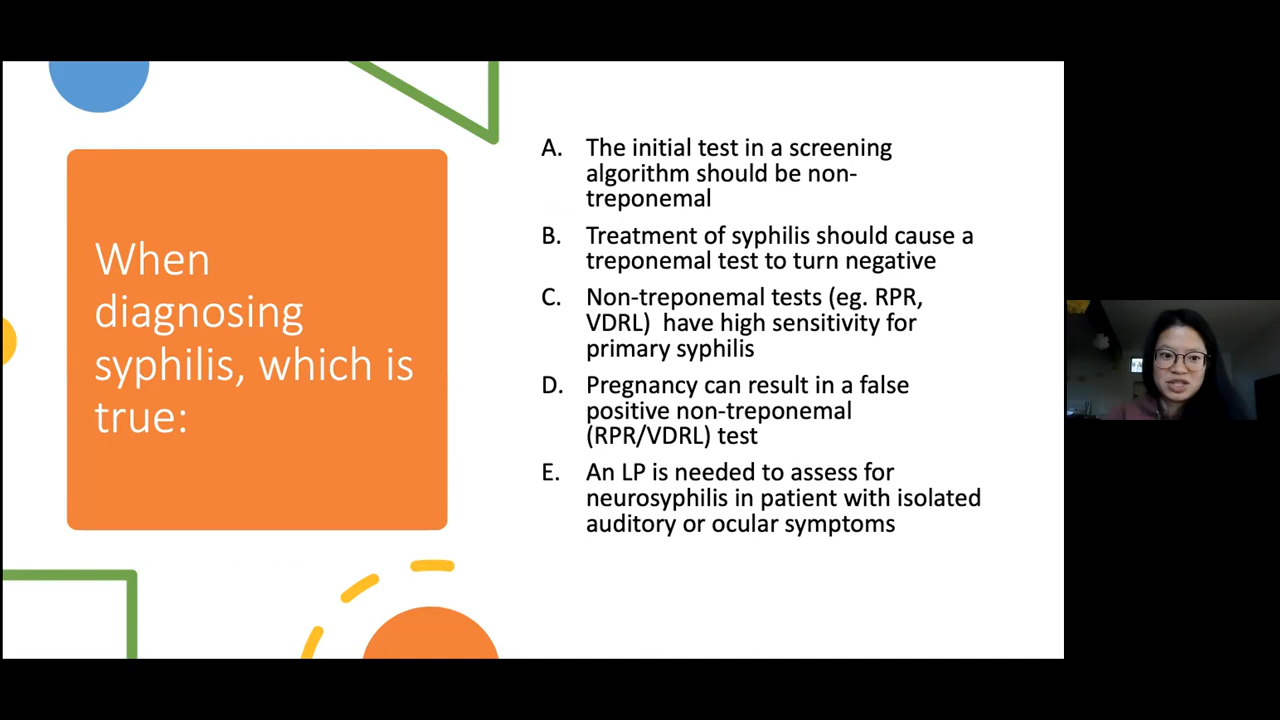 When
diagnosing
syphilis, which is
true:
A. The initial test in a screening
algorithm should be non-
treponemal
B. Treatment of syphilis should cause a
treponemal test to turn negative
C. Non-treponemal tests (eg. RPR,
VDRL)  have high sensitivity for
primary syphilis
D. Pregnancy can result in a false
positive non-treponemal
(RPR/VDRL) test
E. An LP is needed to assess for
neurosyphilis in patient with isolated
auditory or ocular symptoms